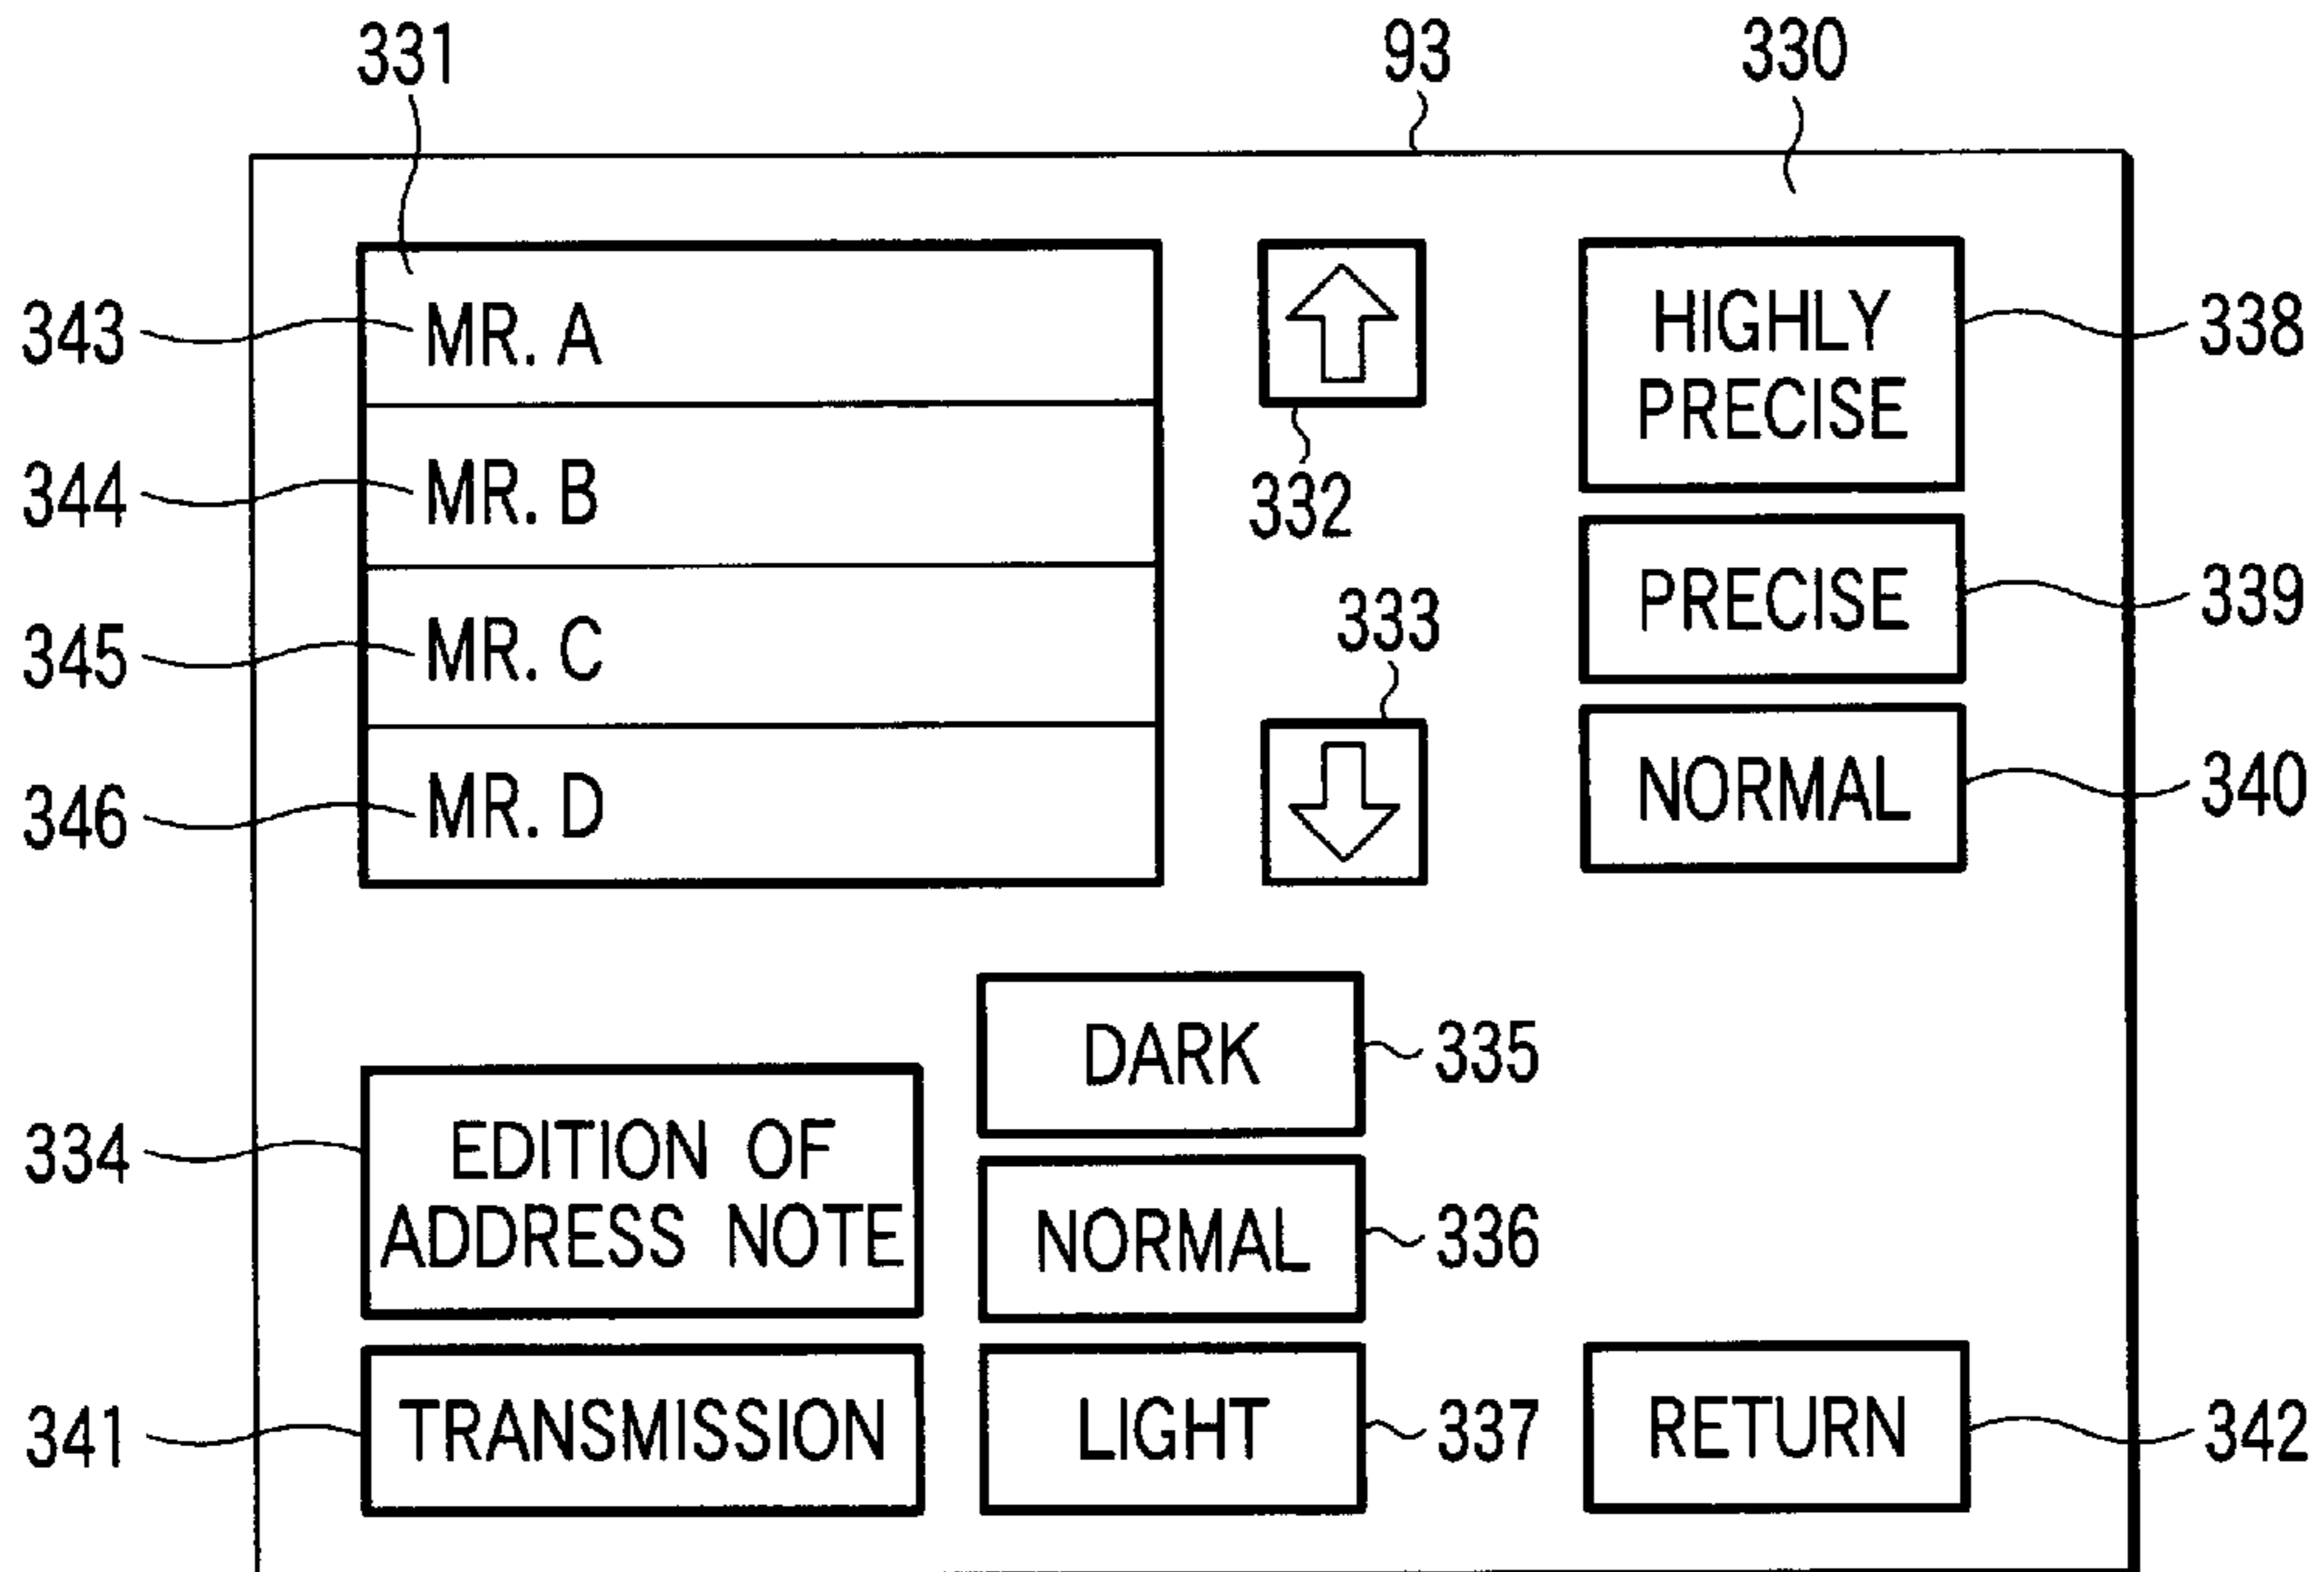 331
93
330
343
MR. A
HIGHLY
PRECISE
338
344
MR. B
332
345
MR. C
333
PRECISE
339
346
MR. D
NORMAL
340
DARK
335
334
EDITION OF
ADDRESS NOTE
NORMAL
336
341
TRANSMISSION
LIGHT
337
RETURN
342